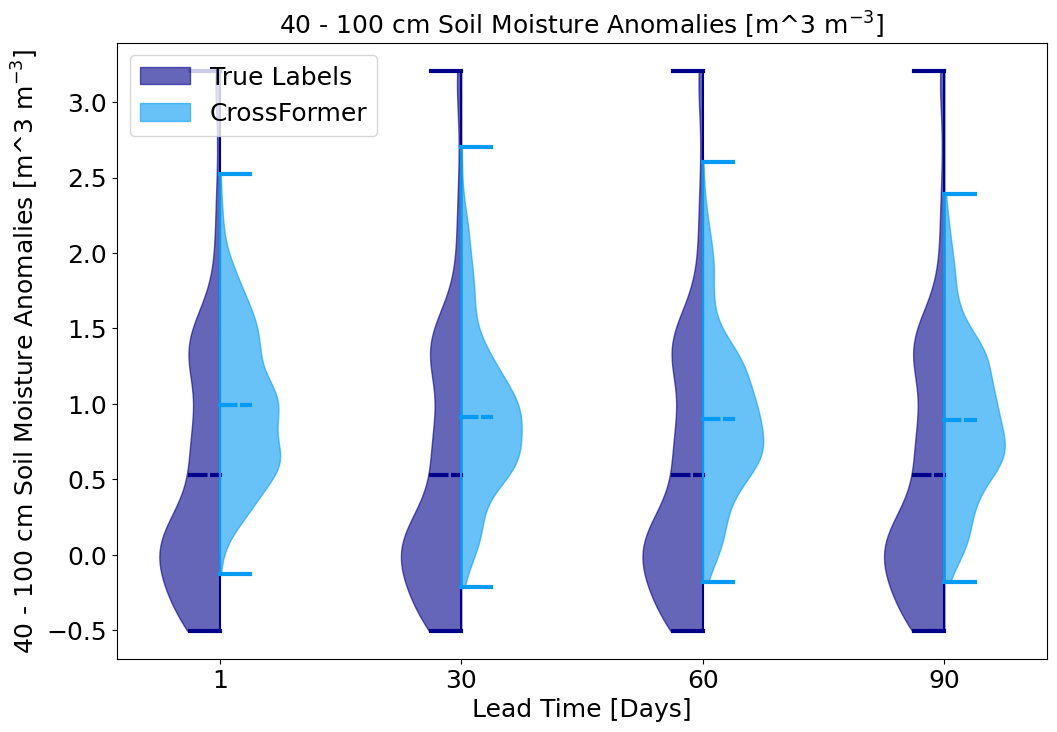 40 - 100 cm Soil Moisture Anomalies [m^3 m⁻³]
40 - 100 cm Soil Moisture Anomalies [m^3 m⁻³]
True Labels
CrossFormer
3.0
2.5
2.0
1.5
1.0
0.5
0.0
−0.5
1 30 60 90
Lead Time [Days]